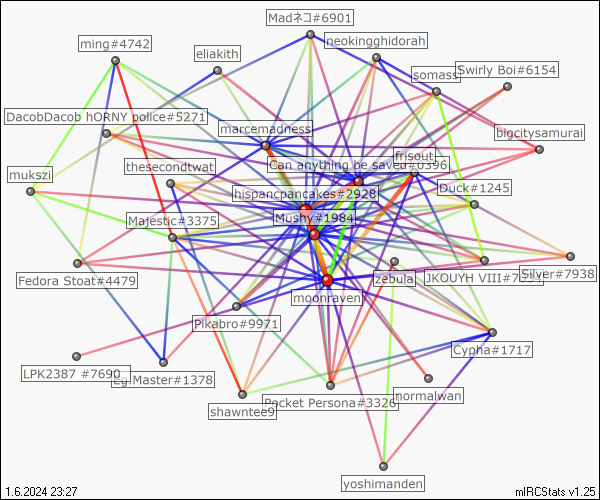 Madネコ#6901
ming#4742
neokingghidorah
eliakith
somass
Swirly Boi#6154
DacobDacob hORNY police#5271
marcemadness
bigcitysamurai
thesecondtwat
Can anything be saved#0396
frisout
mukszi
hispancpancakes#2928
Duck#1245
Majestic#3375
Mushy#1984
Fedora Stoat#4479
zebula
JKOUYH VIII
Silver#7938
moonraven
Pikabro#9971
Cypha#1717
LPK2387 #7690
Master#1378
normalwan
shawntee9
Pocket Persona#3326
yoshimanden
1.6.2024 23:27
mIRCStats v1.25